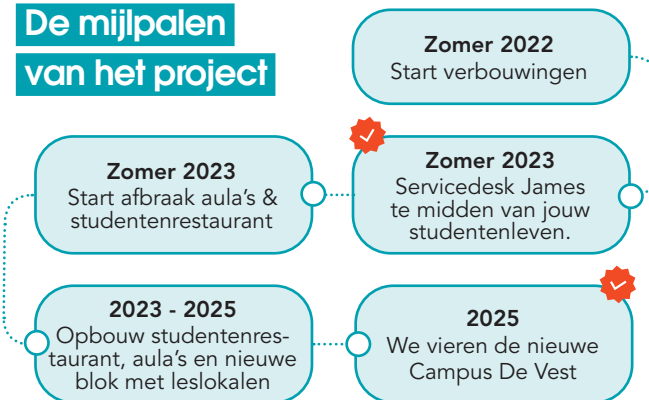 De mijlpalen
van het project
Zomer 2022
Start verbouwingen
Zomer 2023
Servicedesk James
te midden van jouw
studentenleven.
Zomer 2023
Start afbraak aula's &
studentenrestaurant
2023 - 2025
Opbouw studentenres-
taurant, aula's en nieuwe
blok met leslokalen
2025
We vieren de nieuwe
Campus De Vest